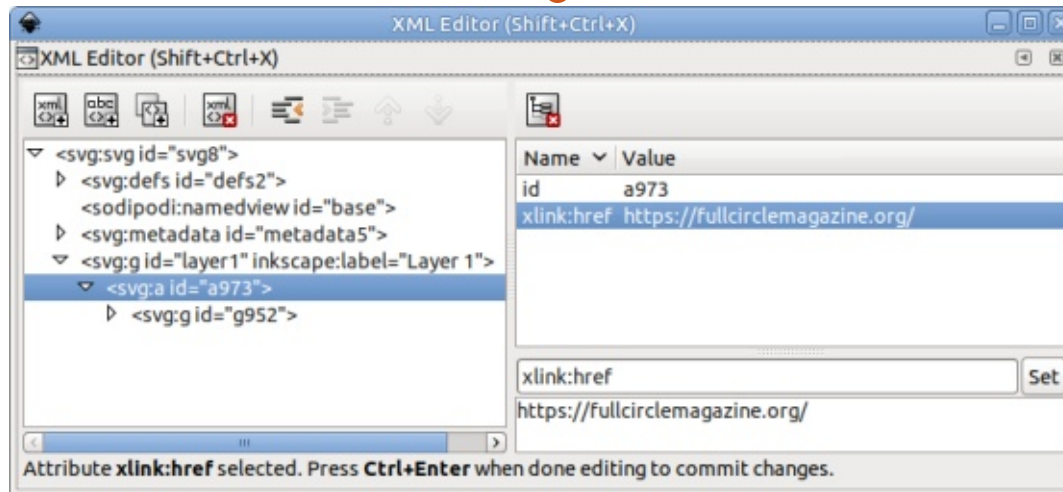 XML Editor (Shift+Ctrl+X)
XML Editor (Shift+Ctrl+X)
xml
abc
xml
<svg:svg id="svg8">
<svg:defs id="defs2">
<sodipodi:namedview id="base">
<svg:metadata id="metadata5">
<svg:g id="layer1" inkscape:label="Layer 1">
<svg:a id="a973">
<svg:g id="g952">
Name Value
id a973
xlink:href https://fullcirclemagazine.org/
xlink:href Set
https://fullcirclemagazine.org/
Attribute xlink:href selected. Press Ctrl+Enter when done editing to commit changes.